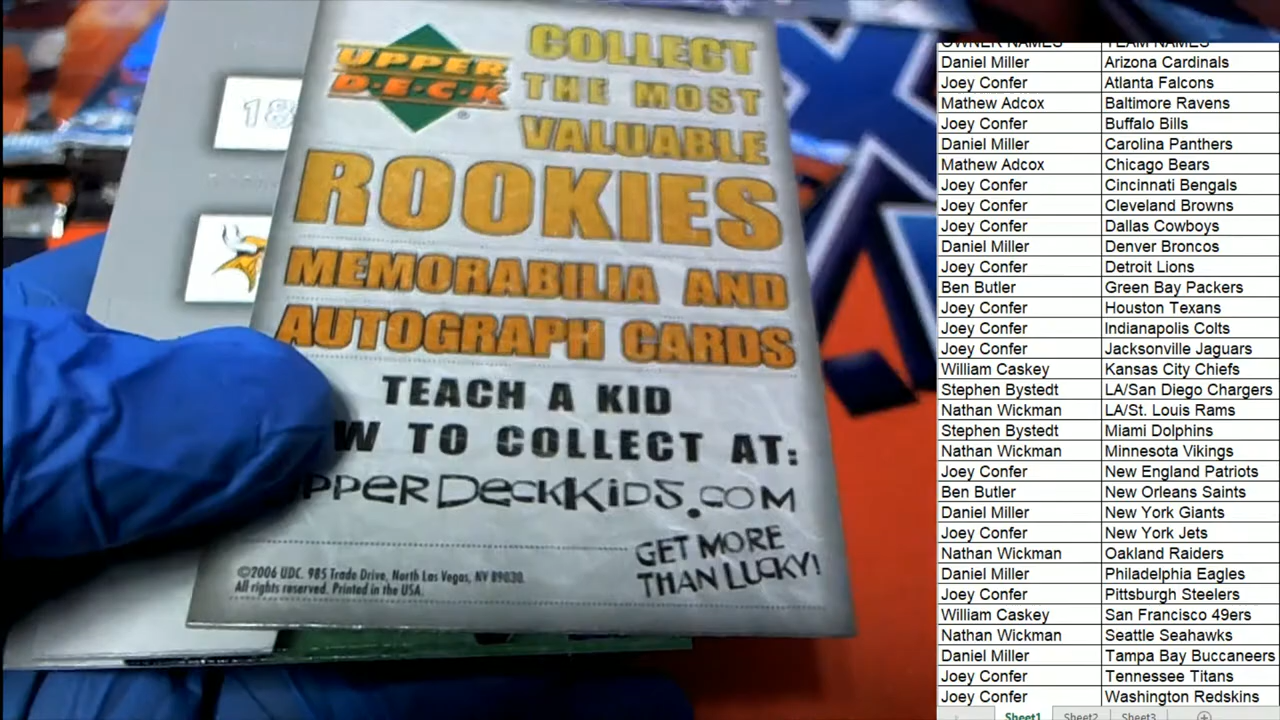 UPPER
D·E·C·K
®
COLLECT
THE MOST
VALUABLE
ROOKIES
MEMORABILIA AND
AUTOGRAPH CARDS
TEACH A KID
W TO COLLECT AT:
PPERDECKKIDS.COM
GET MORE
THAN LUCKY!
©2006 UDC. 985 Trade Drive, North Las Vegas, NV 89030.
All rights reserved. Printed in the USA.
18
OWNER NAMES TEAM NAMES
Daniel Miller Arizona Cardinals
Joey Confer Atlanta Falcons
Mathew Adcox Baltimore Ravens
Joey Confer Buffalo Bills
Daniel Miller Carolina Panthers
Mathew Adcox Chicago Bears
Joey Confer Cincinnati Bengals
Joey Confer Cleveland Browns
Joey Confer Dallas Cowboys
Daniel Miller Denver Broncos
Joey Confer Detroit Lions
Ben Butler Green Bay Packers
Joey Confer Houston Texans
Joey Confer Indianapolis Colts
Joey Confer Jacksonville Jaguars
William Caskey Kansas City Chiefs
Stephen Bystedt LA/San Diego Chargers
Nathan Wickman LA/St. Louis Rams
Stephen Bystedt Miami Dolphins
Nathan Wickman Minnesota Vikings
Joey Confer New England Patriots
Ben Butler New Orleans Saints
Daniel Miller New York Giants
Joey Confer New York Jets
Nathan Wickman Oakland Raiders
Daniel Miller Philadelphia Eagles
Joey Confer Pittsburgh Steelers
William Caskey San Francisco 49ers
Nathan Wickman Seattle Seahawks
Daniel Miller Tampa Bay Buccaneers
Joey Confer Tennessee Titans
Joey Confer Washington Redskins
Sheet1 Sheet2 Sheet3